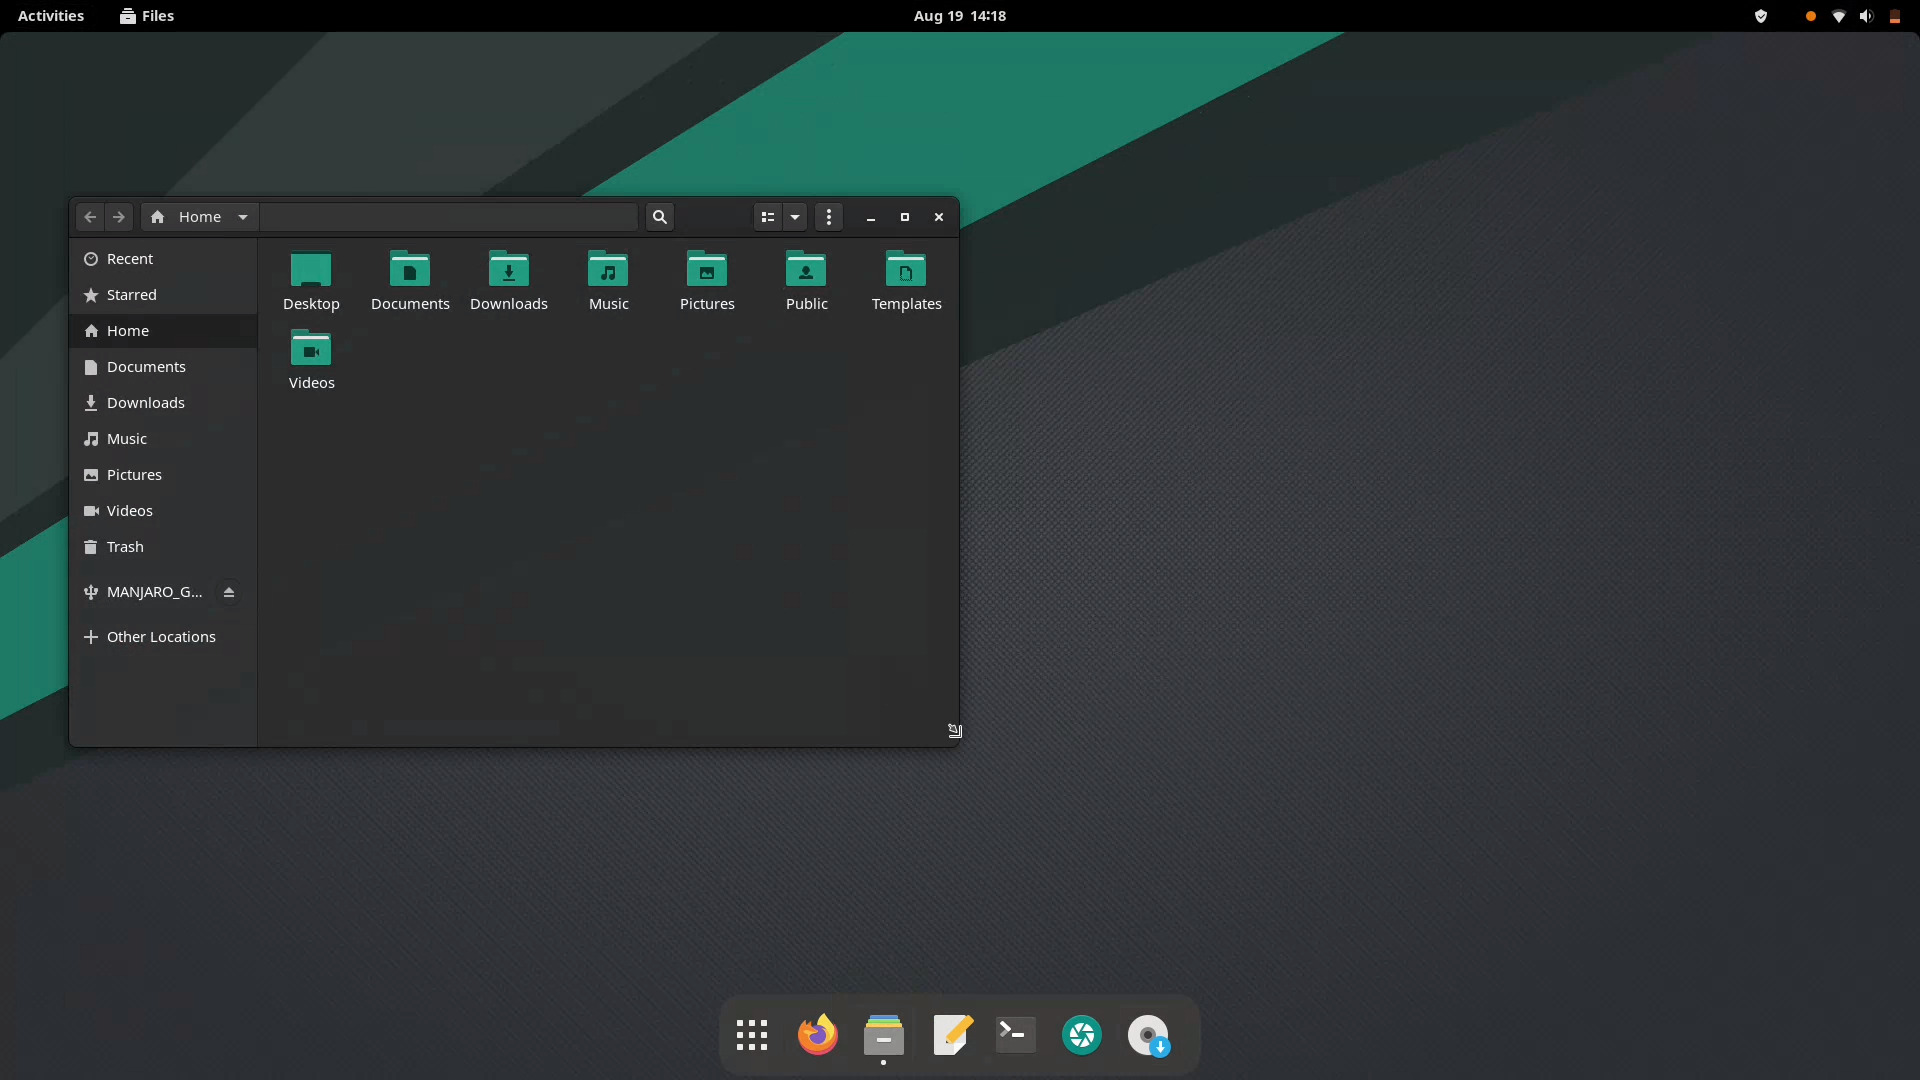 Activities Files Aug 19 14:18
Home
Recent
Starred
Home
Documents
Downloads
Music
Pictures
Videos
Trash
MANJARO_G...
Other Locations
Desktop Documents Downloads Music Pictures Public Templates
Videos